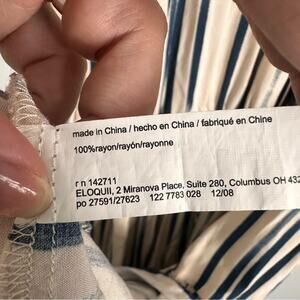 made in China / hecho en China / fabriqué en Chine
100%rayon/rayón/rayonne
r n 142711
ELOQUII, 2 Miranova Place, Suite 280, Columbus OH 432
po 27591/27623 122 7783 028 12/08